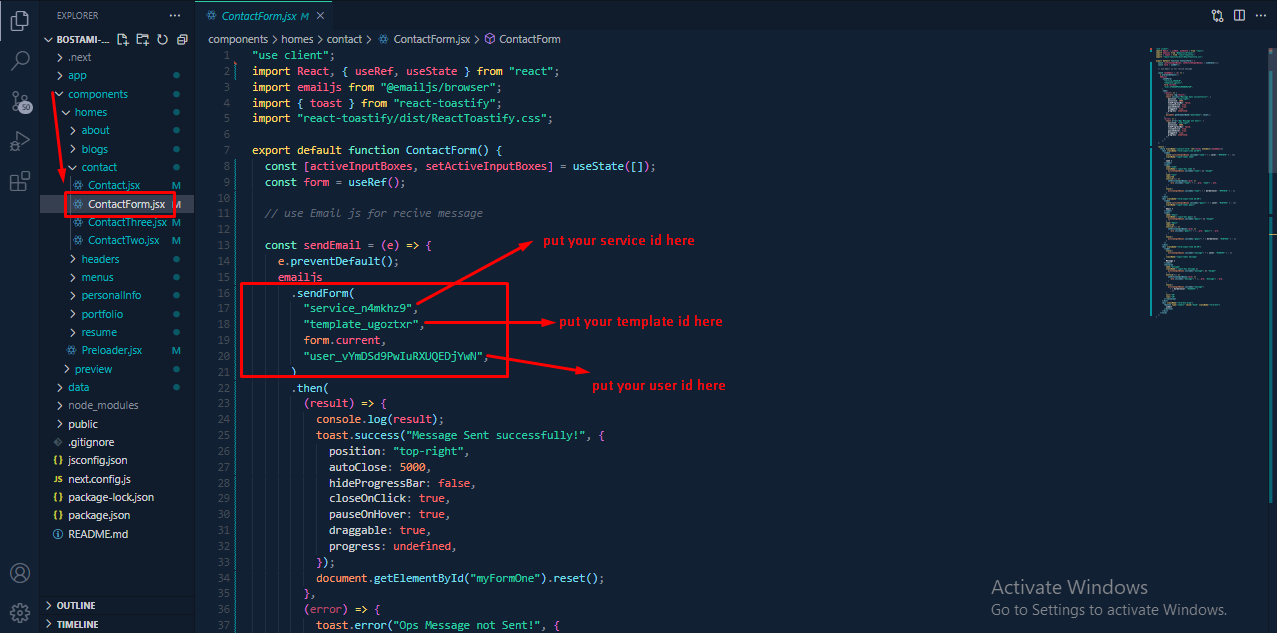 EXPLORER
BOSTAMI-...
.next
app
components
homes
about
blogs
contact
Contact.jsx M
ContactForm.jsx M
ContactThree.jsx M
ContactTwo.jsx M
headers
menus
personalInfo
portfolio
resume
Preloader.jsx M
preview
data
node_modules
public
.gitignore
jsconfig.json
JS next.config.js
package-lock.json
package.json
README.md
OUTLINE
TIMELINE
50
ContactForm.jsx M
components > homes > contact > ContactForm.jsx > ContactForm
1 "use client";
2 import React, { useRef, useState } from "react";
3 import emailjs from "@emailjs/browser";
4 import { toast } from "react-toastify";
5 import "react-toastify/dist/ReactToastify.css";
6
7 export default function ContactForm() {
8 const [activeInputBoxes, setActiveInputBoxes] = useState([]);
9 const form = useRef();
10
11 // use Email js for recive message
12
13 const sendEmail = (e) => {
14 e.preventDefault();
15 emailjs
16 .sendForm(
17 "service_n4mkhz9",
18 "template_ugoztxr",
19 form.current,
20 "user_vYmDSd9PwIuRXUQEDjYwN",
21 )
22 .then(
23 (result) => {
24 console.log(result);
25 toast.success("Message Sent successfully!", {
26 position: "top-right",
27 autoClose: 5000,
28 hideProgressBar: false,
29 closeOnClick: true,
30 pauseOnHover: true,
31 draggable: true,
32 progress: undefined,
33 });
34 document.getElementById("myFormOne").reset();
35 },
36 (error) => {
37 toast.error("Ops Message not Sent!", {
put your service id here
put your template id here
put your user id here
Activate Windows
Go to Settings to activate Windows.